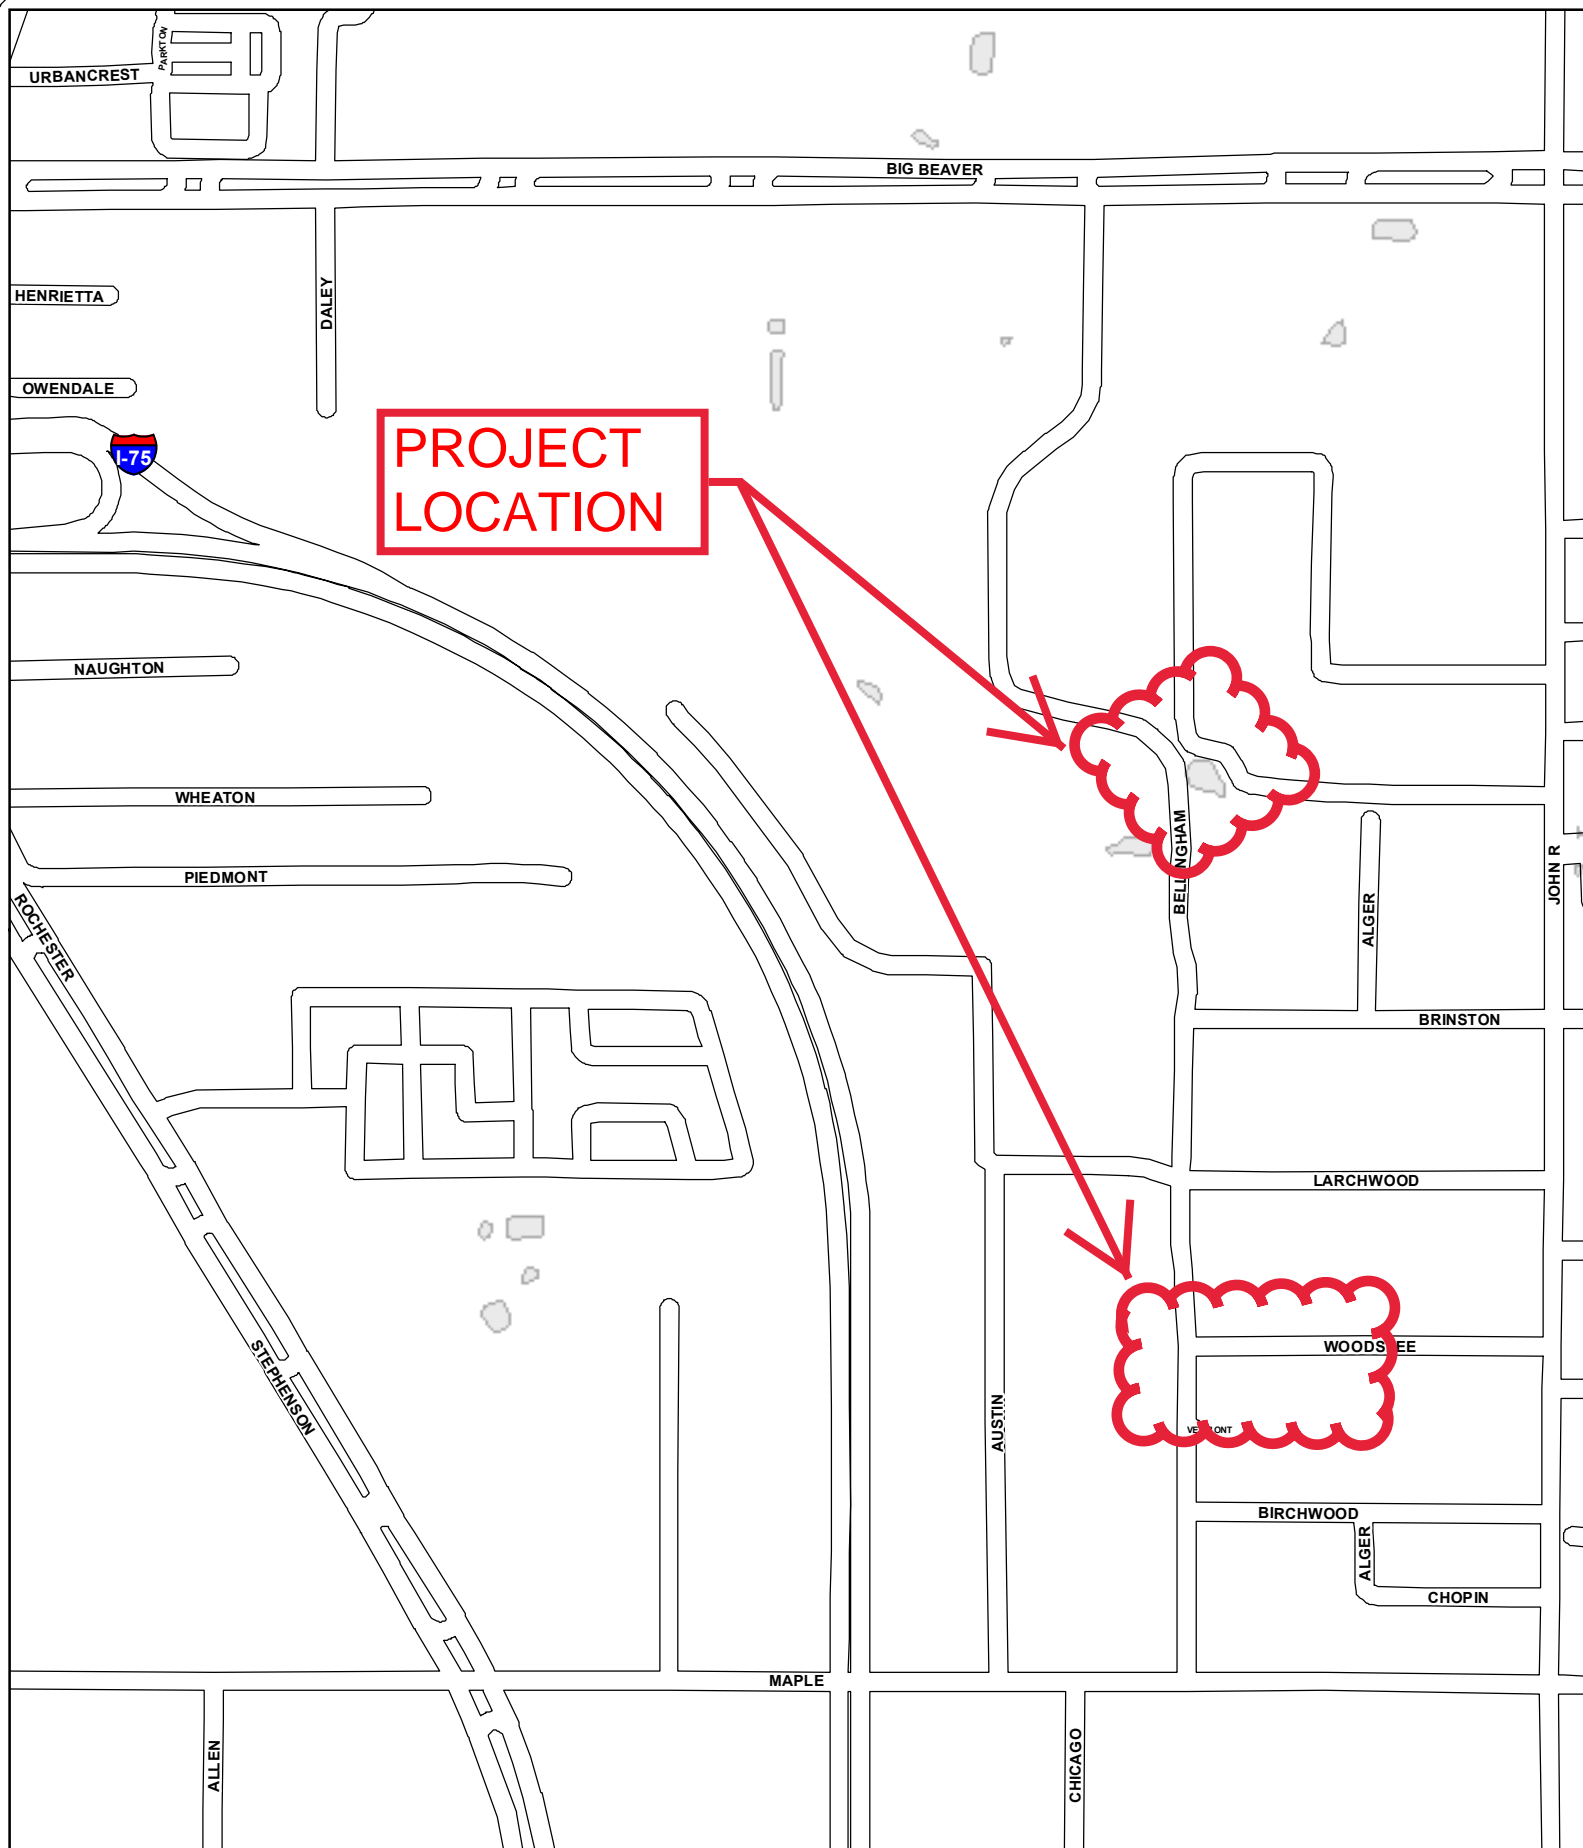 PARKTON
URBANCREST
BIG BEAVER
HENRIETTA
DALEY
OWENDALE
I-75
PROJECT
LOCATION
NAUGHTON
WHEATON
PIEDMONT
BELLINGHAM
JOHN R
ALGER
ROCHESTER
BRINSTON
LARCHWOOD
STEPHENSON
AUSTIN
BIRCHWOOD
ALGER
CHOPIN
MAPLE
ALLEN
CHICAGO